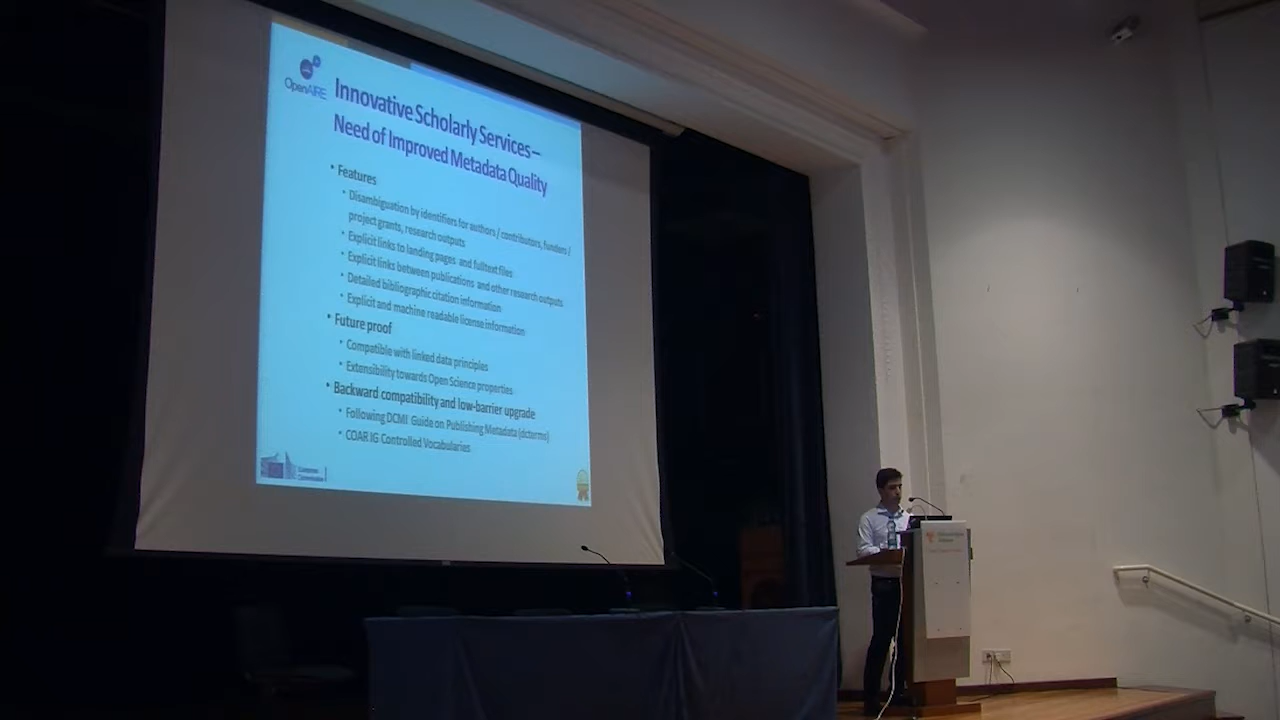 OpenAIRE
Innovative Scholarly Services –
Need of Improved Metadata Quality
• Features
• Disambiguation by identifiers for authors / contributors, funders /
project grants, research outputs
• Explicit links to landing pages and fulltext files
• Explicit links between publications and other research outputs
• Detailed bibliographic citation information
• Explicit and machine readable license information
• Future proof
• Compatible with linked data principles
• Extensibility towards Open Science properties
• Backward compatibility and low-barrier upgrade
• Following DCMI Guide on Publishing Metadata (dcterms)
• COAR IG Controlled Vocabularies
European
Commission